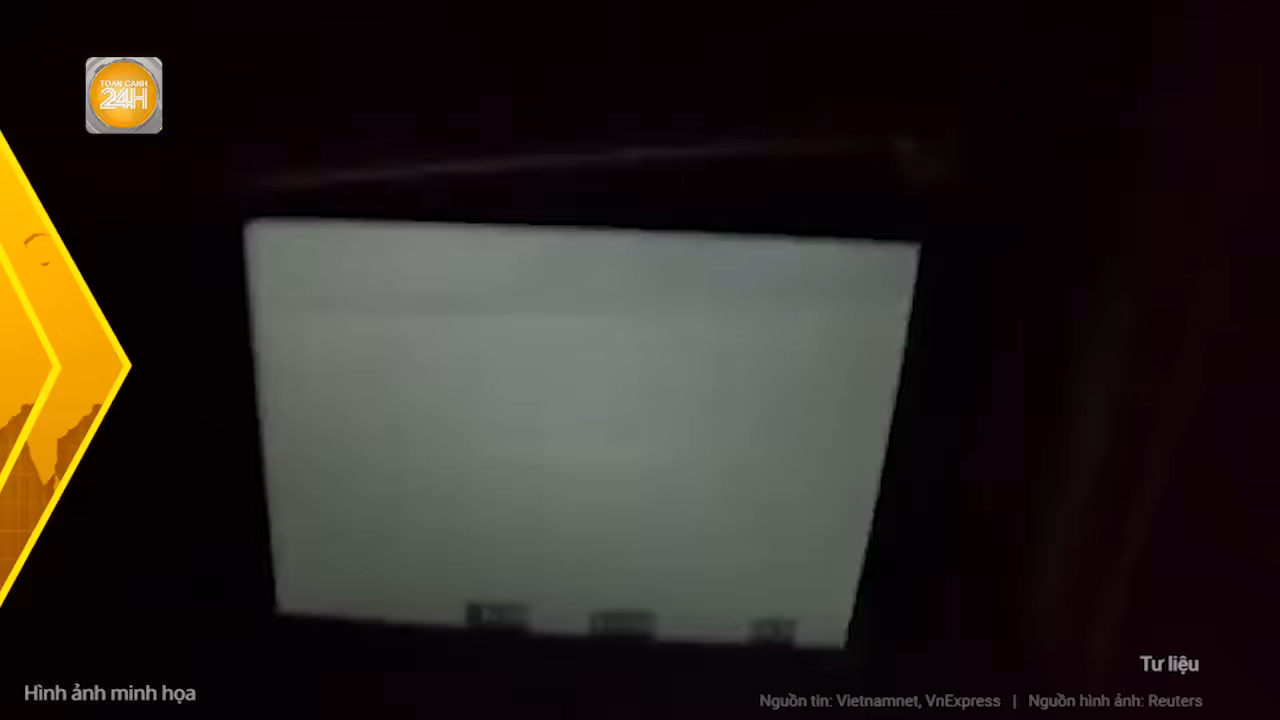 TOÀN CẢNH
24H
Tư liệu
Hình ảnh minh họa
Nguồn tin: Vietnamnet, VnExpress | Nguồn hình ảnh: Reuters